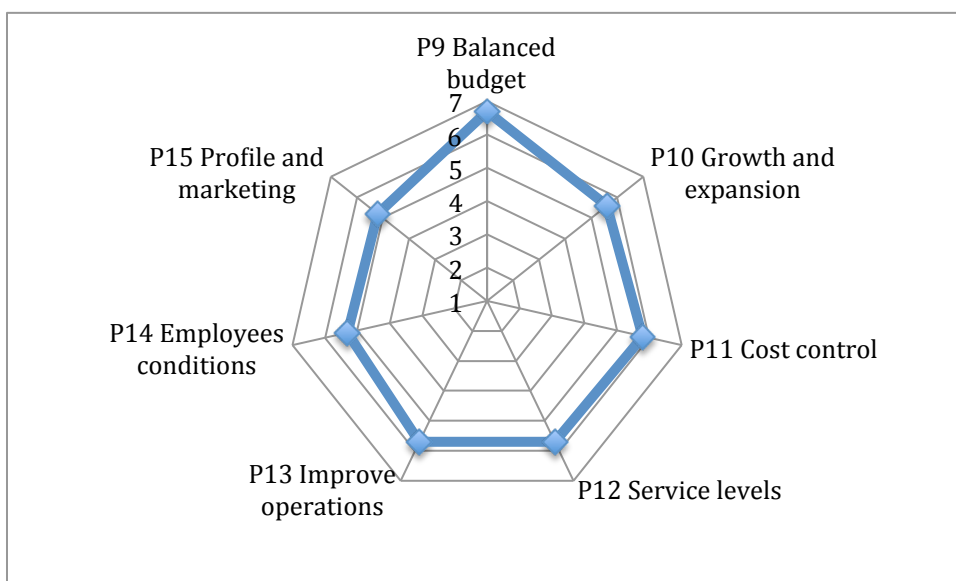 P9 Balanced
budget
7
6
5
4
3
2
1
P10 Growth and
expansion
P11 Cost control
P12 Service levels
P13 Improve
operations
P14 Employees
conditions
P15 Profile and
marketing